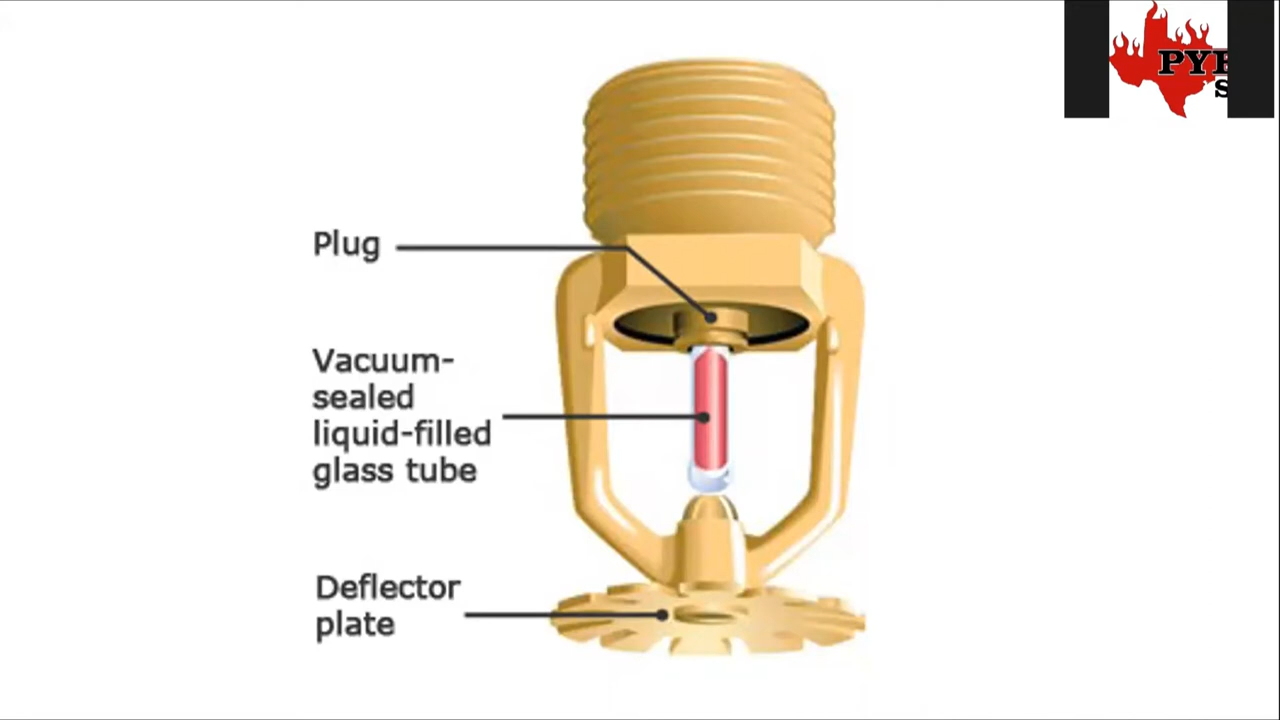 Plug
Vacuum-
sealed
liquid-filled
glass tube
Deflector
plate